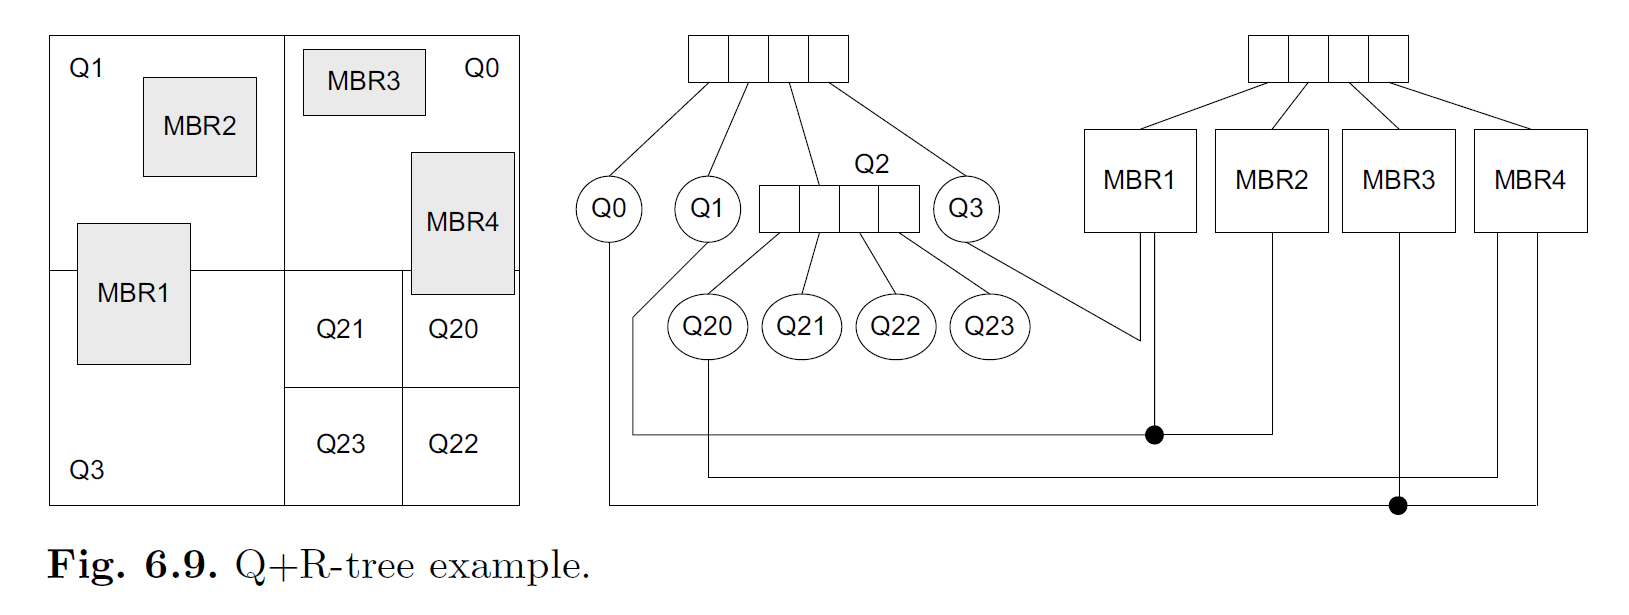 Q1
MBR3
Q0
MBR2
MBR4
MBR1
Q21
Q20
Q23
Q22
Q3
Q2
Q0
Q1
Q3
Q20
Q21
Q22
Q23
MBR1
MBR2
MBR3
MBR4
Fig. 6.9. Q+R-tree example.